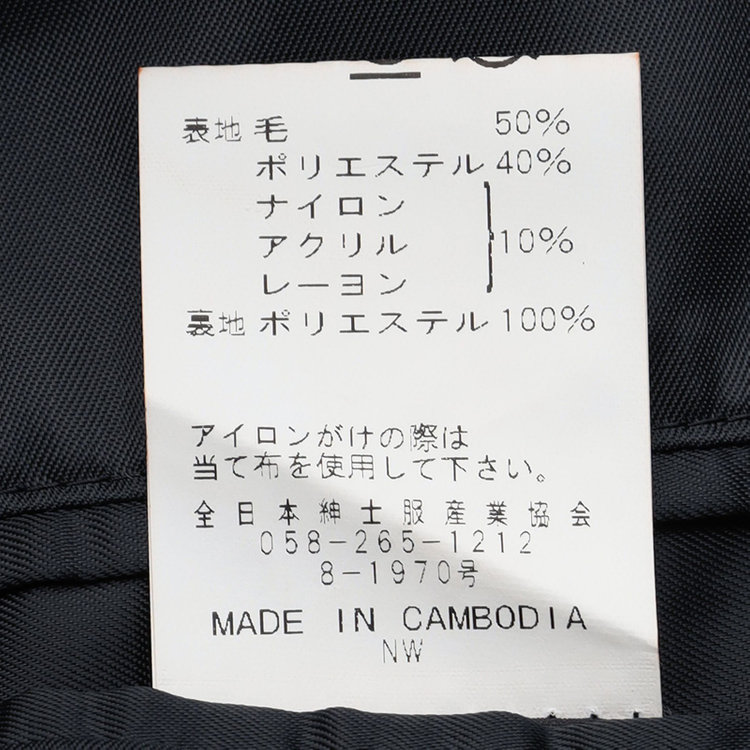 表地 毛 50%
ポリエステル 40%
ナイロン
アクリル 10%
レーヨン
裏地 ポリエステル 100%
アイロンがけの際は
当て布を使用して下さい。
全日本紳士服産業協会
058-265-1212
8-1970号
MADE IN CAMBODIA
NW